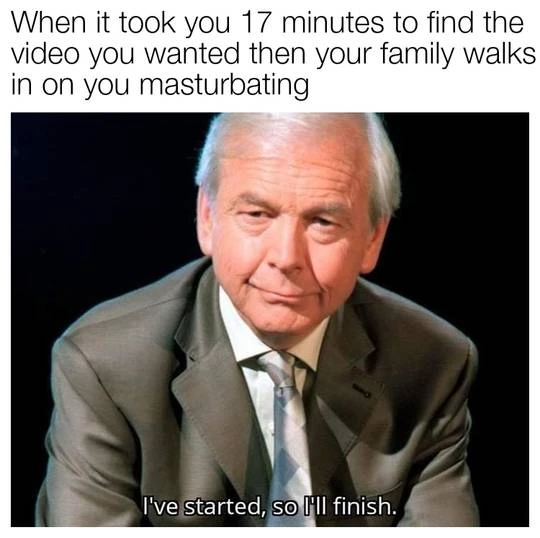 When it took you 17 minutes to find the
video you wanted then your family walks
in on you masturbating
I've started, so I'll finish.